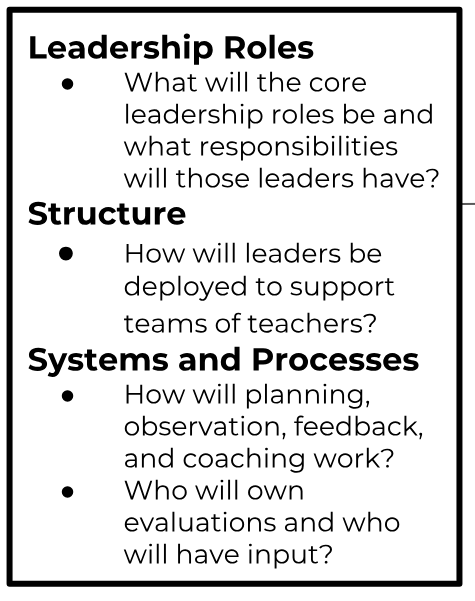 Leadership Roles
● What will the core
leadership roles be and
what responsibilities
will those leaders have?
Structure
● How will leaders be
deployed to support
teams of teachers?
Systems and Processes
● How will planning,
observation, feedback,
and coaching work?
● Who will own
evaluations and who
will have input?